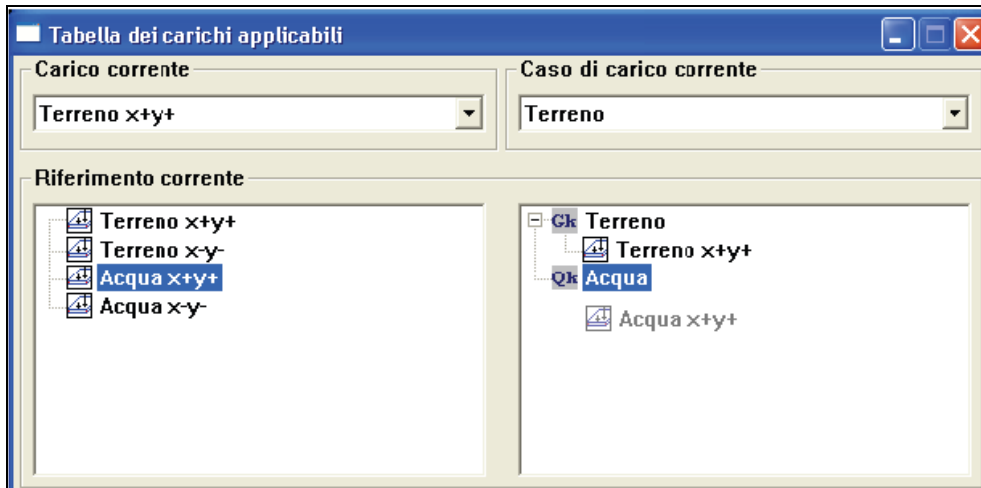 Tabella dei carichi applicabili
Carico corrente
Terreno x+y+
Caso di carico corrente
Terreno
Riferimento corrente
Terreno x+y+
Terreno x-y-
Acqua x+y+
Acqua x-y-
Gk Terreno
Terreno x+y+
Qk Acqua
Acqua x+y+